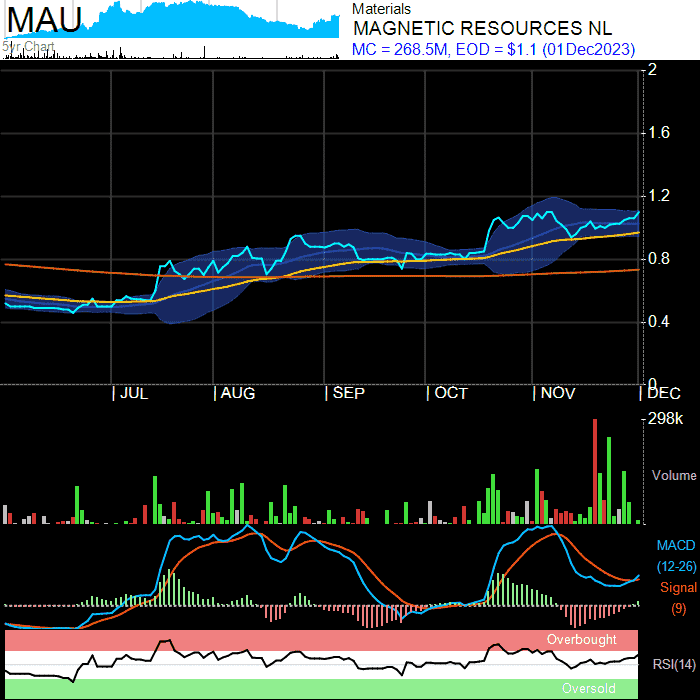 MAU
5yr Chart
Materials
MAGNETIC RESOURCES NL
MC = 268.5M, EOD = $1.1 (01Dec2023)
2
1.6
1.2
0.8
0.4
0
JUL AUG SEP OCT NOV DEC
298k
Volume
MACD
(12-26)
Signal
(9)
Overbought
RSI(14)
Oversold